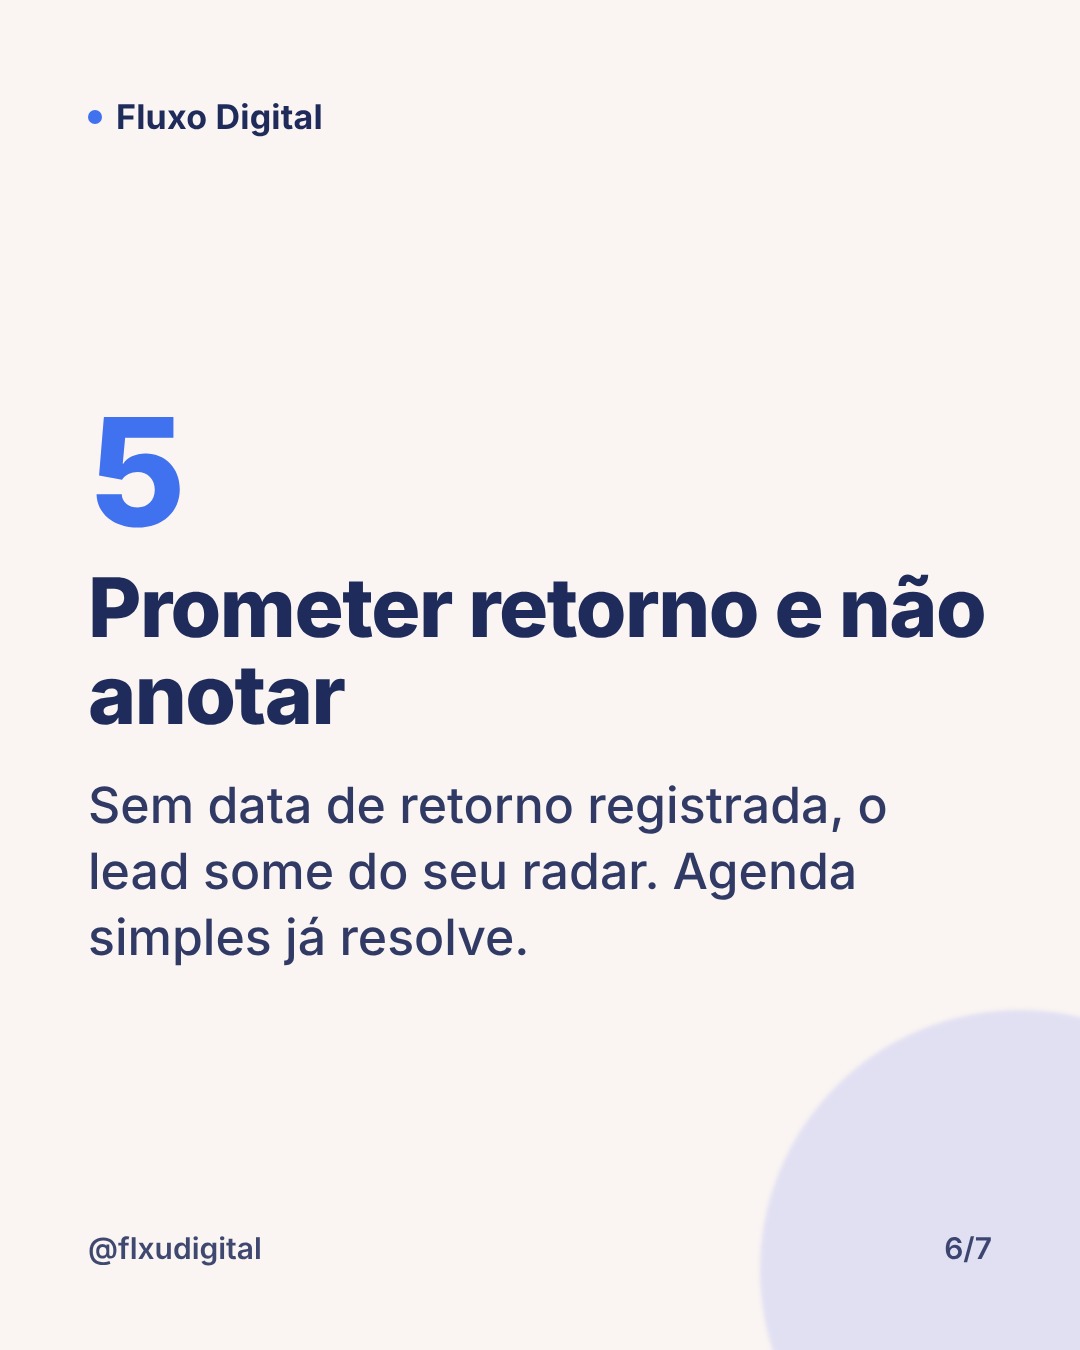 Fluxo Digital
5
Prometer retorno e não
anotar
Sem data de retorno registrada, o
lead some do seu radar. Agenda
simples já resolve.
@flxudigital
6/7